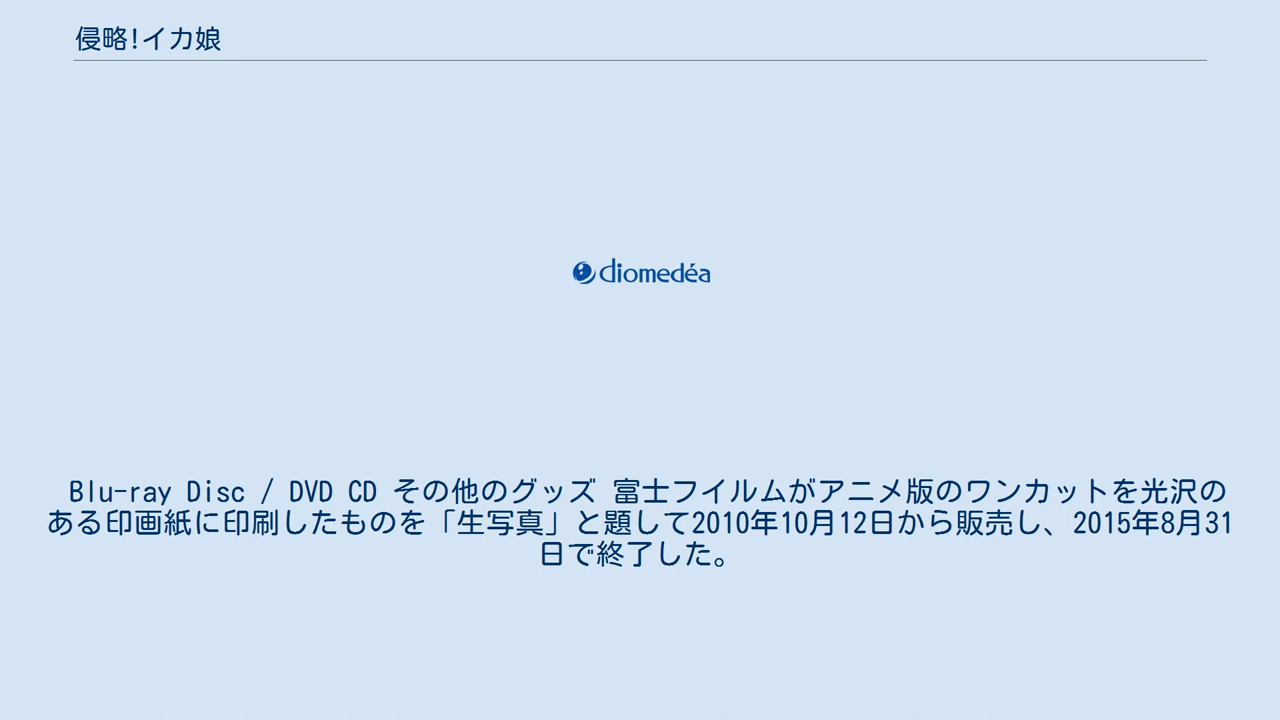 侵略!イカ娘
diomedéa
Blu-ray Disc / DVD CD その他のグッズ 富士フイルムがアニメ版のワンカットを光沢の
ある印画紙に印刷したものを「生写真」と題して2010年10月12日から販売し、2015年8月31
日で終了した。